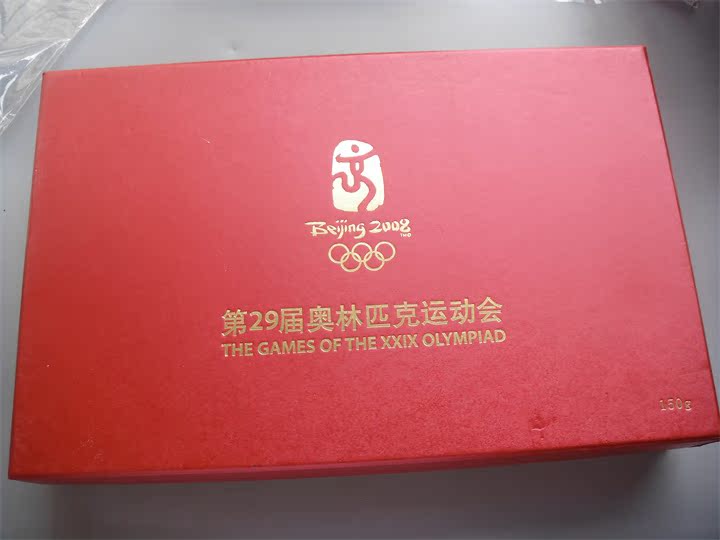 Beijing 2008
第29届奥林匹克运动会
THE GAMES OF THE XXIX OLYMPIAD
150g